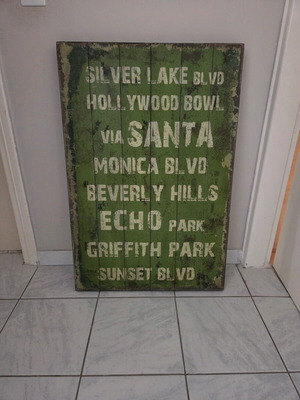 SILVER LAKE BLVD
HOLLYWOOD BOWL
VIA SANTA
MONICA BLVD
BEVERLY HILLS
ECHO PARK
GRIFFITH PARK
SUNSET BLVD